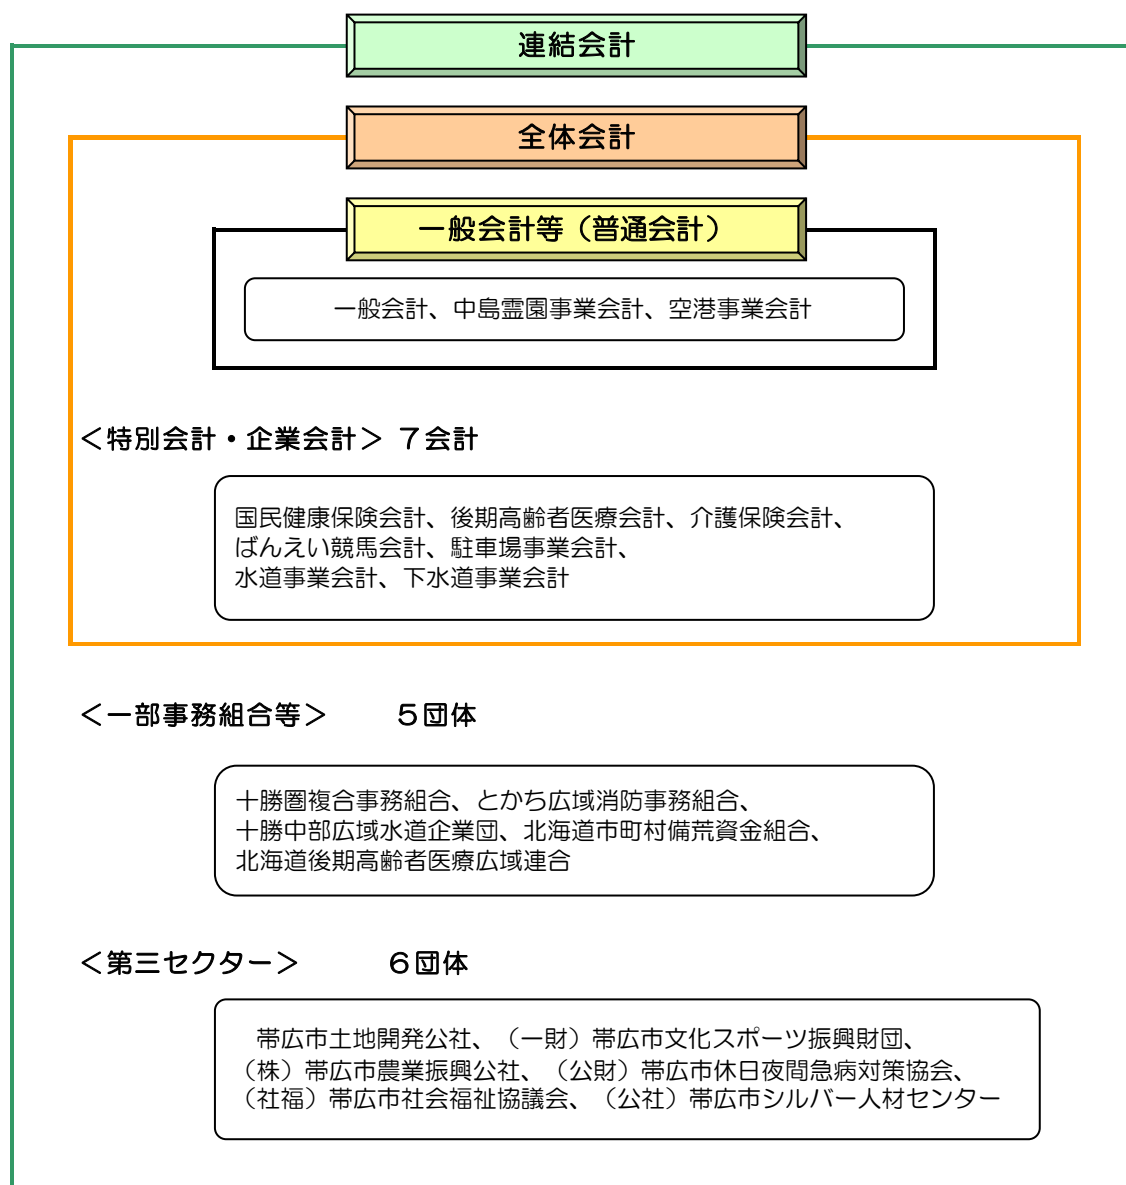 連結会計
全体会計
一般会計等（普通会計）
一般会計、中島霊園事業会計、空港事業会計
＜特別会計・企業会計＞ ７会計
国民健康保険会計、後期高齢者医療会計、介護保険会計、
ばんえい競馬会計、駐車場事業会計、
水道事業会計、下水道事業会計
＜一部事務組合等＞　　５団体
十勝圏複合事務組合、とかち広域消防事務組合、
十勝中部広域水道企業団、北海道市町村備荒資金組合、
北海道後期高齢者医療広域連合
＜第三セクター＞　　　６団体
帯広市土地開発公社、（一財）帯広市文化スポーツ振興財団、
（株）帯広市農業振興公社、（公財）帯広市休日夜間急病対策協会、
（社福）帯広市社会福祉協議会、（公社）帯広市シルバー人材センター